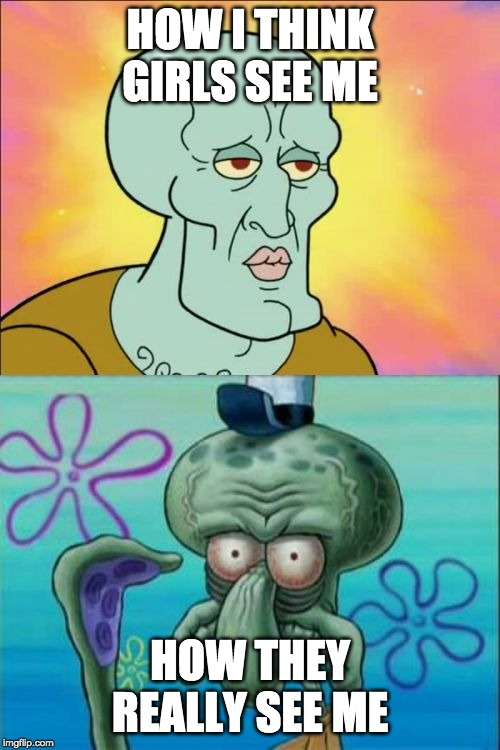 HOW I THINK
GIRLS SEE ME
HOW THEY
REALLY SEE ME
imgflip.com